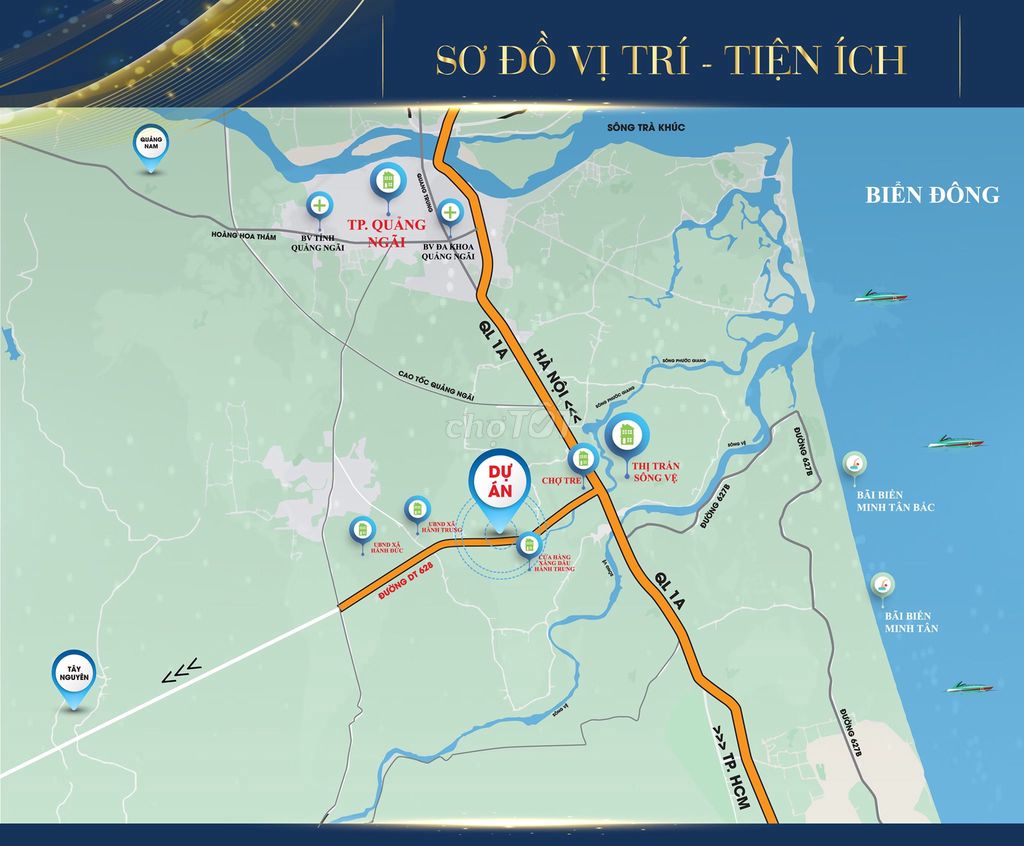 SƠ ĐỒ VỊ TRÍ - TIỆN ÍCH
SÔNG TRÀ KHÚC
QUẢNG
NAM
QUANG TRUNG
BIỂN ĐÔNG
TP. QUẢNG
NGÃI
HOÀNG HOA THÁM
BV TỈNH
QUẢNG NGÃI
BV ĐA KHOA
QUẢNG NGÃI
QL 1A
HÀ NỘI <<<
SÔNG PHƯỚC GIANG
CAO TỐC QUẢNG NGÃI
SÔNG PHƯỚC GIANG
chợTỐT
SÔNG VỆ
ĐƯỜNG 627B
THỊ TRẤN
SÔNG VỆ
CHỢ TRE
DỰ
ÁN
BÃI BIỂN
MINH TÂN BẮC
ĐƯỜNG 627B
UBND XÃ
HÀNH TRUNG
UBND XÃ
HÀNH ĐỨC
CỬA HÀNG
XĂNG DẦU
HÀNH TRUNG
ĐƯỜNG DT 628
SÔNG VỆ
QL 1A
BÃI BIỂN
MINH TÂN
TÂY
NGUYÊN
<<<
SÔNG VỆ
ĐƯỜNG 627B
>>> TP. HCM